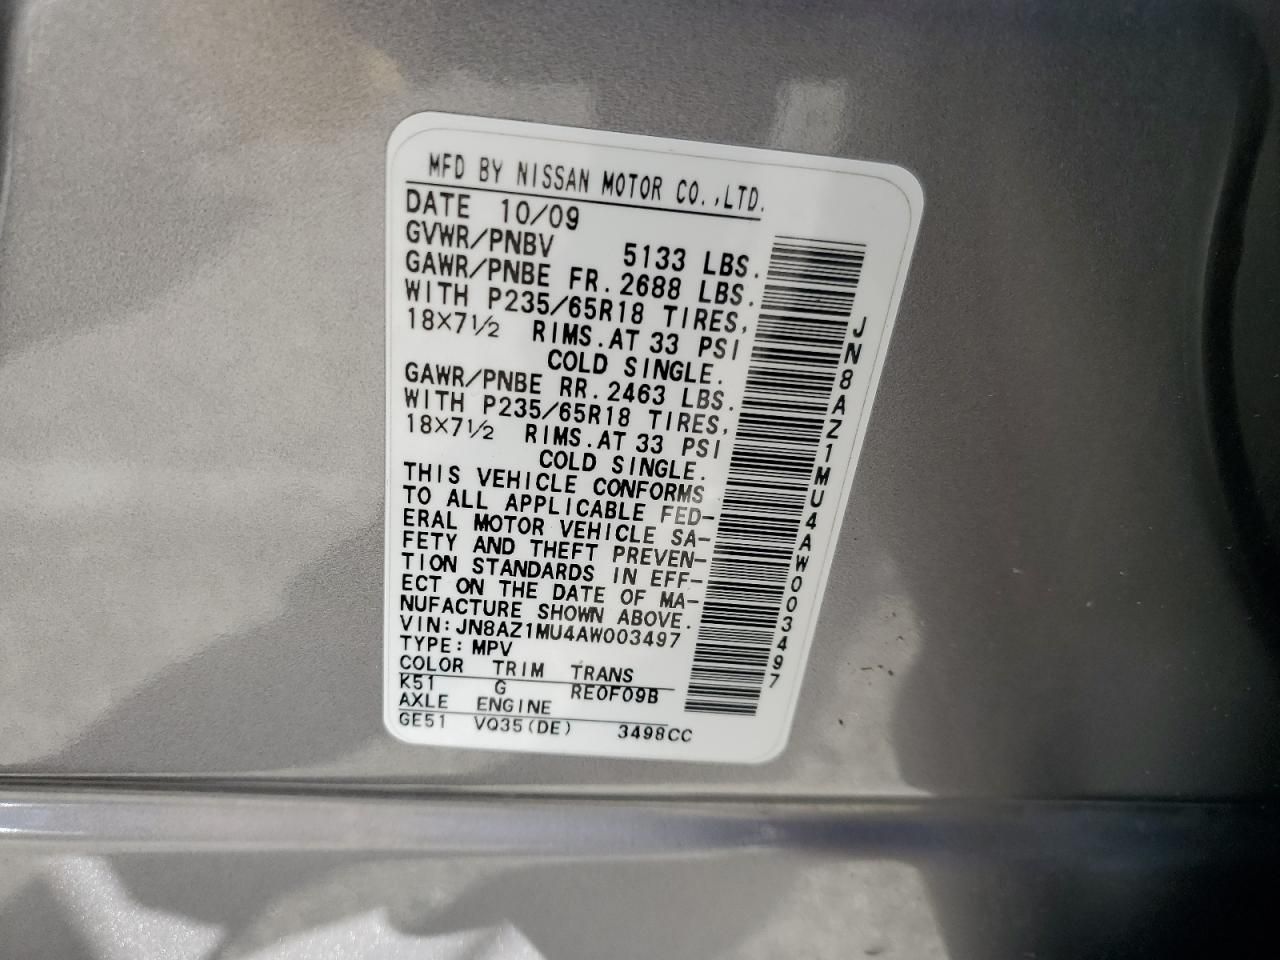 MFD BY NISSAN MOTOR CO.,LTD.
DATE 10/09
GVWR/PNBV 5133 LBS.
GAWR/PNBE FR. 2688 LBS.
WITH P235/65R18 TIRES,
18×7½ RIMS. AT 33 PSI
COLD SINGLE.
GAWR/PNBE RR. 2463 LBS.
WITH P235/65R18 TIRES,
18×7½ RIMS. AT 33 PSI
COLD SINGLE.
THIS VEHICLE CONFORMS
TO ALL APPLICABLE FED-
ERAL MOTOR VEHICLE SA-
FETY AND THEFT PREVEN-
TION STANDARDS IN EFF-
ECT ON THE DATE OF MA-
NUFACTURE SHOWN ABOVE.
VIN:JN8AZ1MU4AW003497
TYPE:MPV
COLOR TRIM TRANS
K51 G RE0F09B
AXLE ENGINE
GE51 VQ35(DE) 3498CC
JN8AZ1MU4AW003497